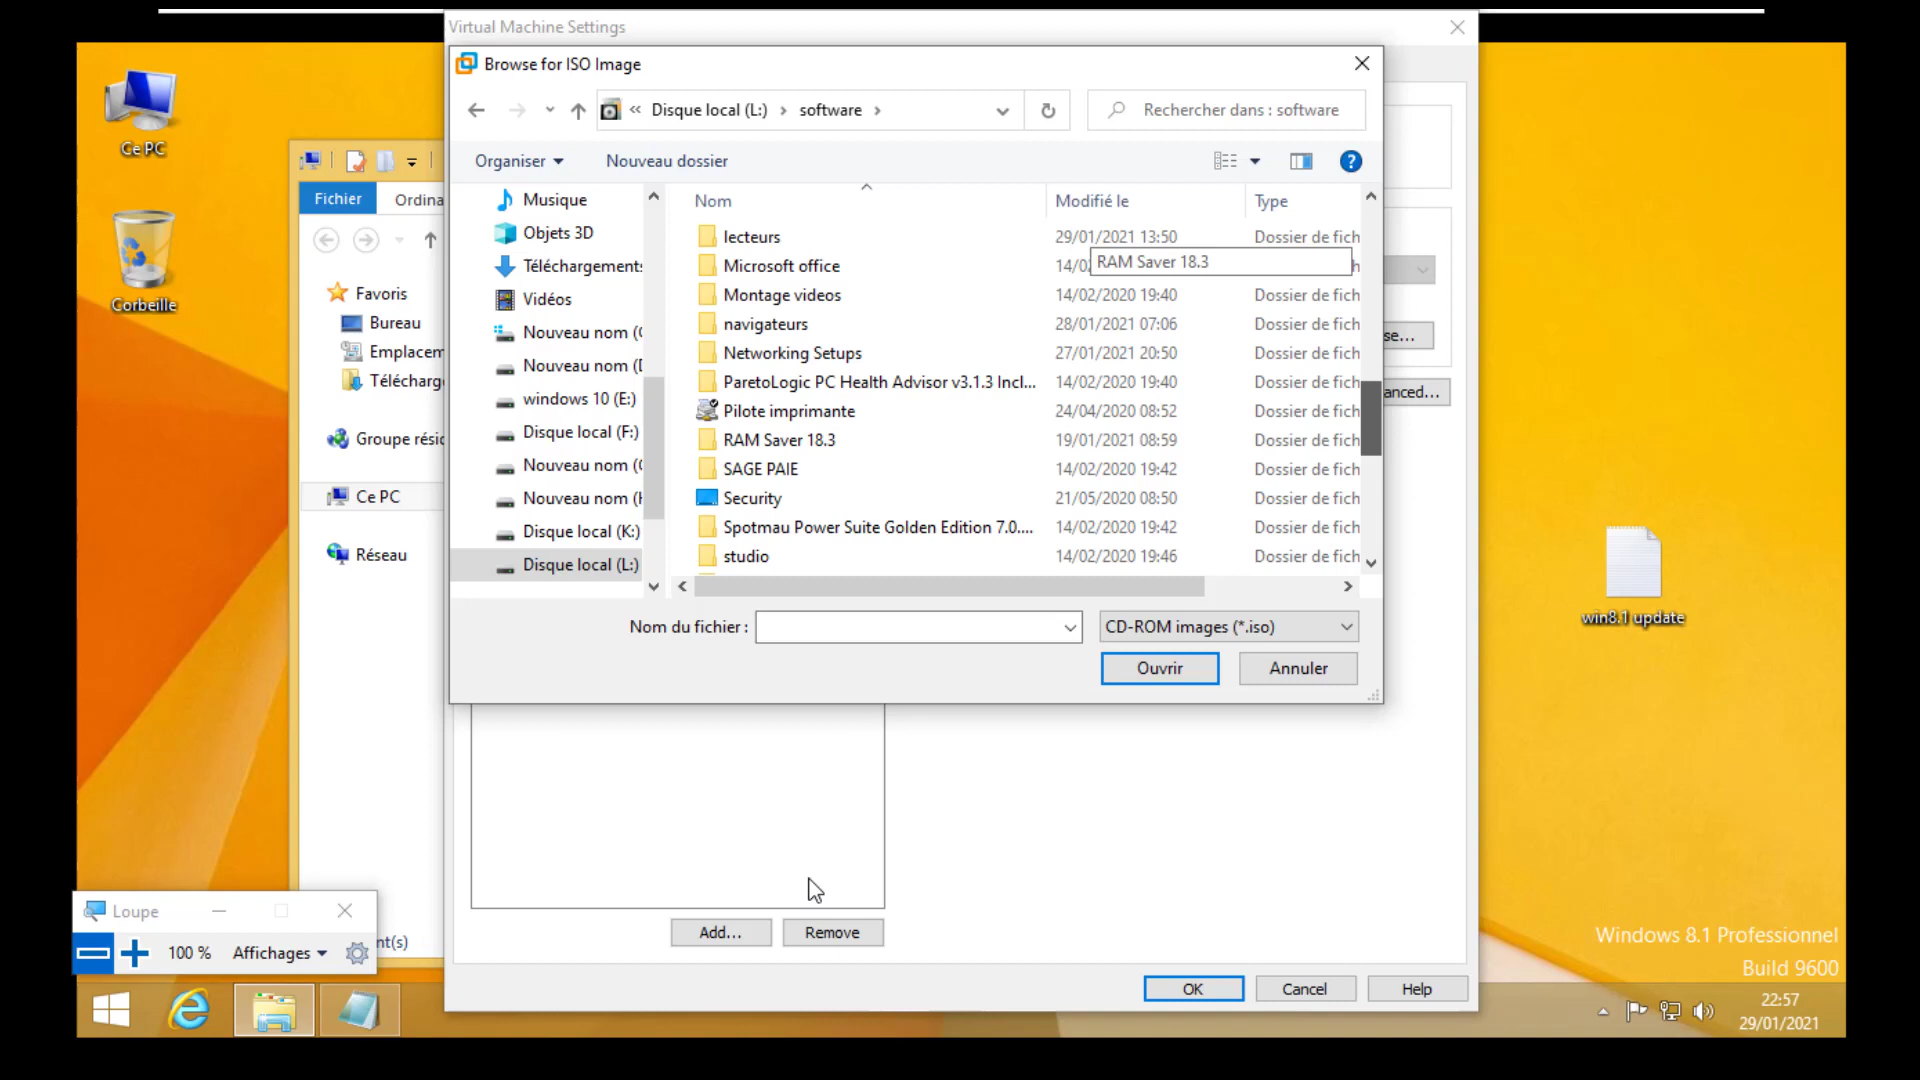 Virtual Machine Settings
Browse for ISO Image
« Disque local (L:) › software ›
Rechercher dans : software
Organiser
Nouveau dossier
Ce PC
Corbeille
Fichier
Ordina
Favoris
Bureau
Emplacem
Télécharg
Groupe résid
Ce PC
Réseau
Musique
Objets 3D
Téléchargements
Vidéos
Nouveau nom (
Nouveau nom (
windows 10 (E:)
Disque local (F:)
Nouveau nom (
Nouveau nom (
Disque local (K:)
Disque local (L:)
Nom Modifié le Type
lecteurs 29/01/2021 13:50 Dossier de fich
Microsoft office 14/02
RAM Saver 18.3
Montage videos 14/02/2020 19:40 Dossier de fich
navigateurs 28/01/2021 07:06 Dossier de fich
Networking Setups 27/01/2021 20:50 Dossier de fich
ParetoLogic PC Health Advisor v3.1.3 Incl... 14/02/2020 19:40 Dossier de fich
Pilote imprimante 24/04/2020 08:52 Dossier de fich
RAM Saver 18.3 19/01/2021 08:59 Dossier de fich
SAGE PAIE 14/02/2020 19:42 Dossier de fich
Security 21/05/2020 08:50 Dossier de fich
Spotmau Power Suite Golden Edition 7.0.... 14/02/2020 19:42 Dossier de fich
studio 14/02/2020 19:46 Dossier de fich
Nom du fichier :
CD-ROM images (*.iso)
Ouvrir
Annuler
se...
anced...
win8.1 update
Add...
Remove
OK
Cancel
Help
Loupe
100 %
Affichages
nt(s)
Windows 8.1 Professionnel
Build 9600
22:57
29/01/2021